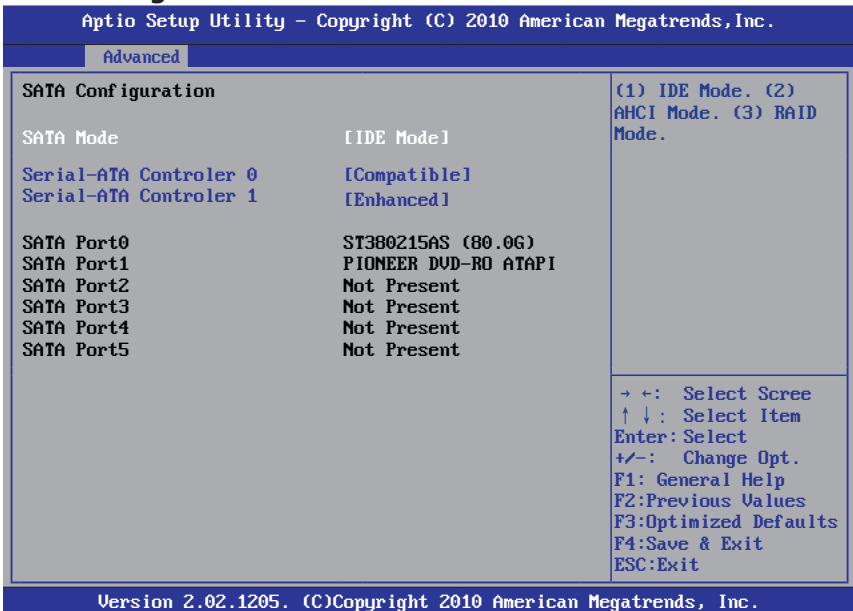 Aptio Setup Utility – Copyright (C) 2010 American Megatrends,Inc.
Advanced
SATA Configuration
SATA Mode [IDE Mode]
Serial-ATA Controler 0 [Compatible]
Serial-ATA Controler 1 [Enhanced]
SATA Port0 ST380215AS (80.0G)
SATA Port1 PIONEER DVD-RO ATAPI
SATA Port2 Not Present
SATA Port3 Not Present
SATA Port4 Not Present
SATA Port5 Not Present
(1) IDE Mode. (2)
AHCI Mode. (3) RAID
Mode.
→ ←: Select Scree
↑ ↓: Select Item
Enter: Select
+/-: Change Opt.
F1: General Help
F2:Previous Values
F3:Optimized Defaults
F4:Save & Exit
ESC:Exit
Version 2.02.1205. (C)Copyright 2010 American Megatrends, Inc.